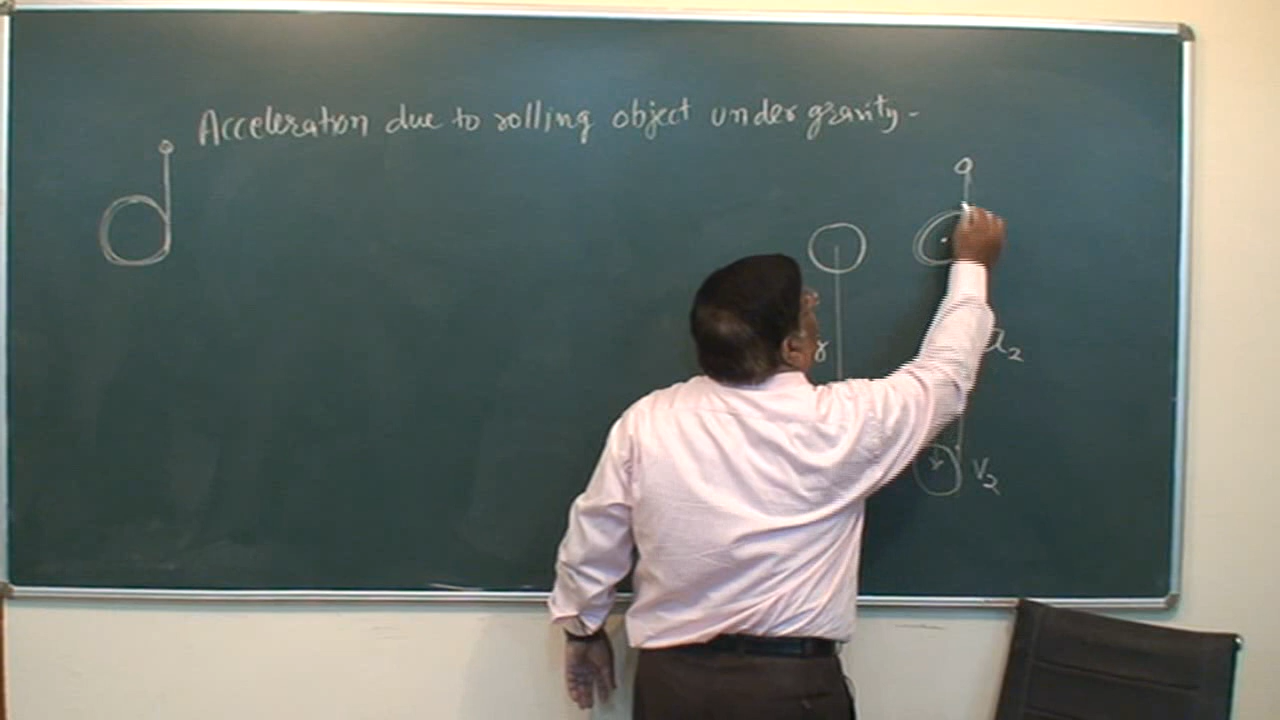 Acceleration due to rolling object under gravity -
a2
V2